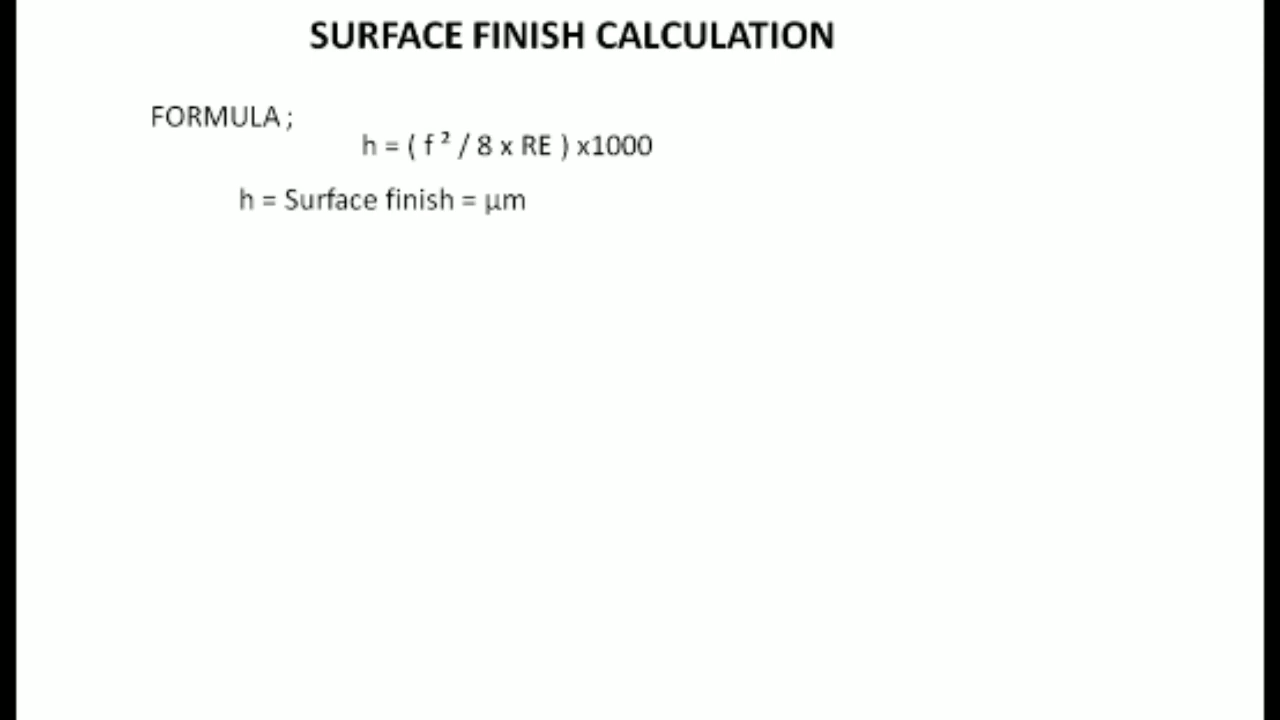 SURFACE FINISH CALCULATION
FORMULA ;
h = ( f ² / 8 x RE ) x1000
h = Surface finish = µm